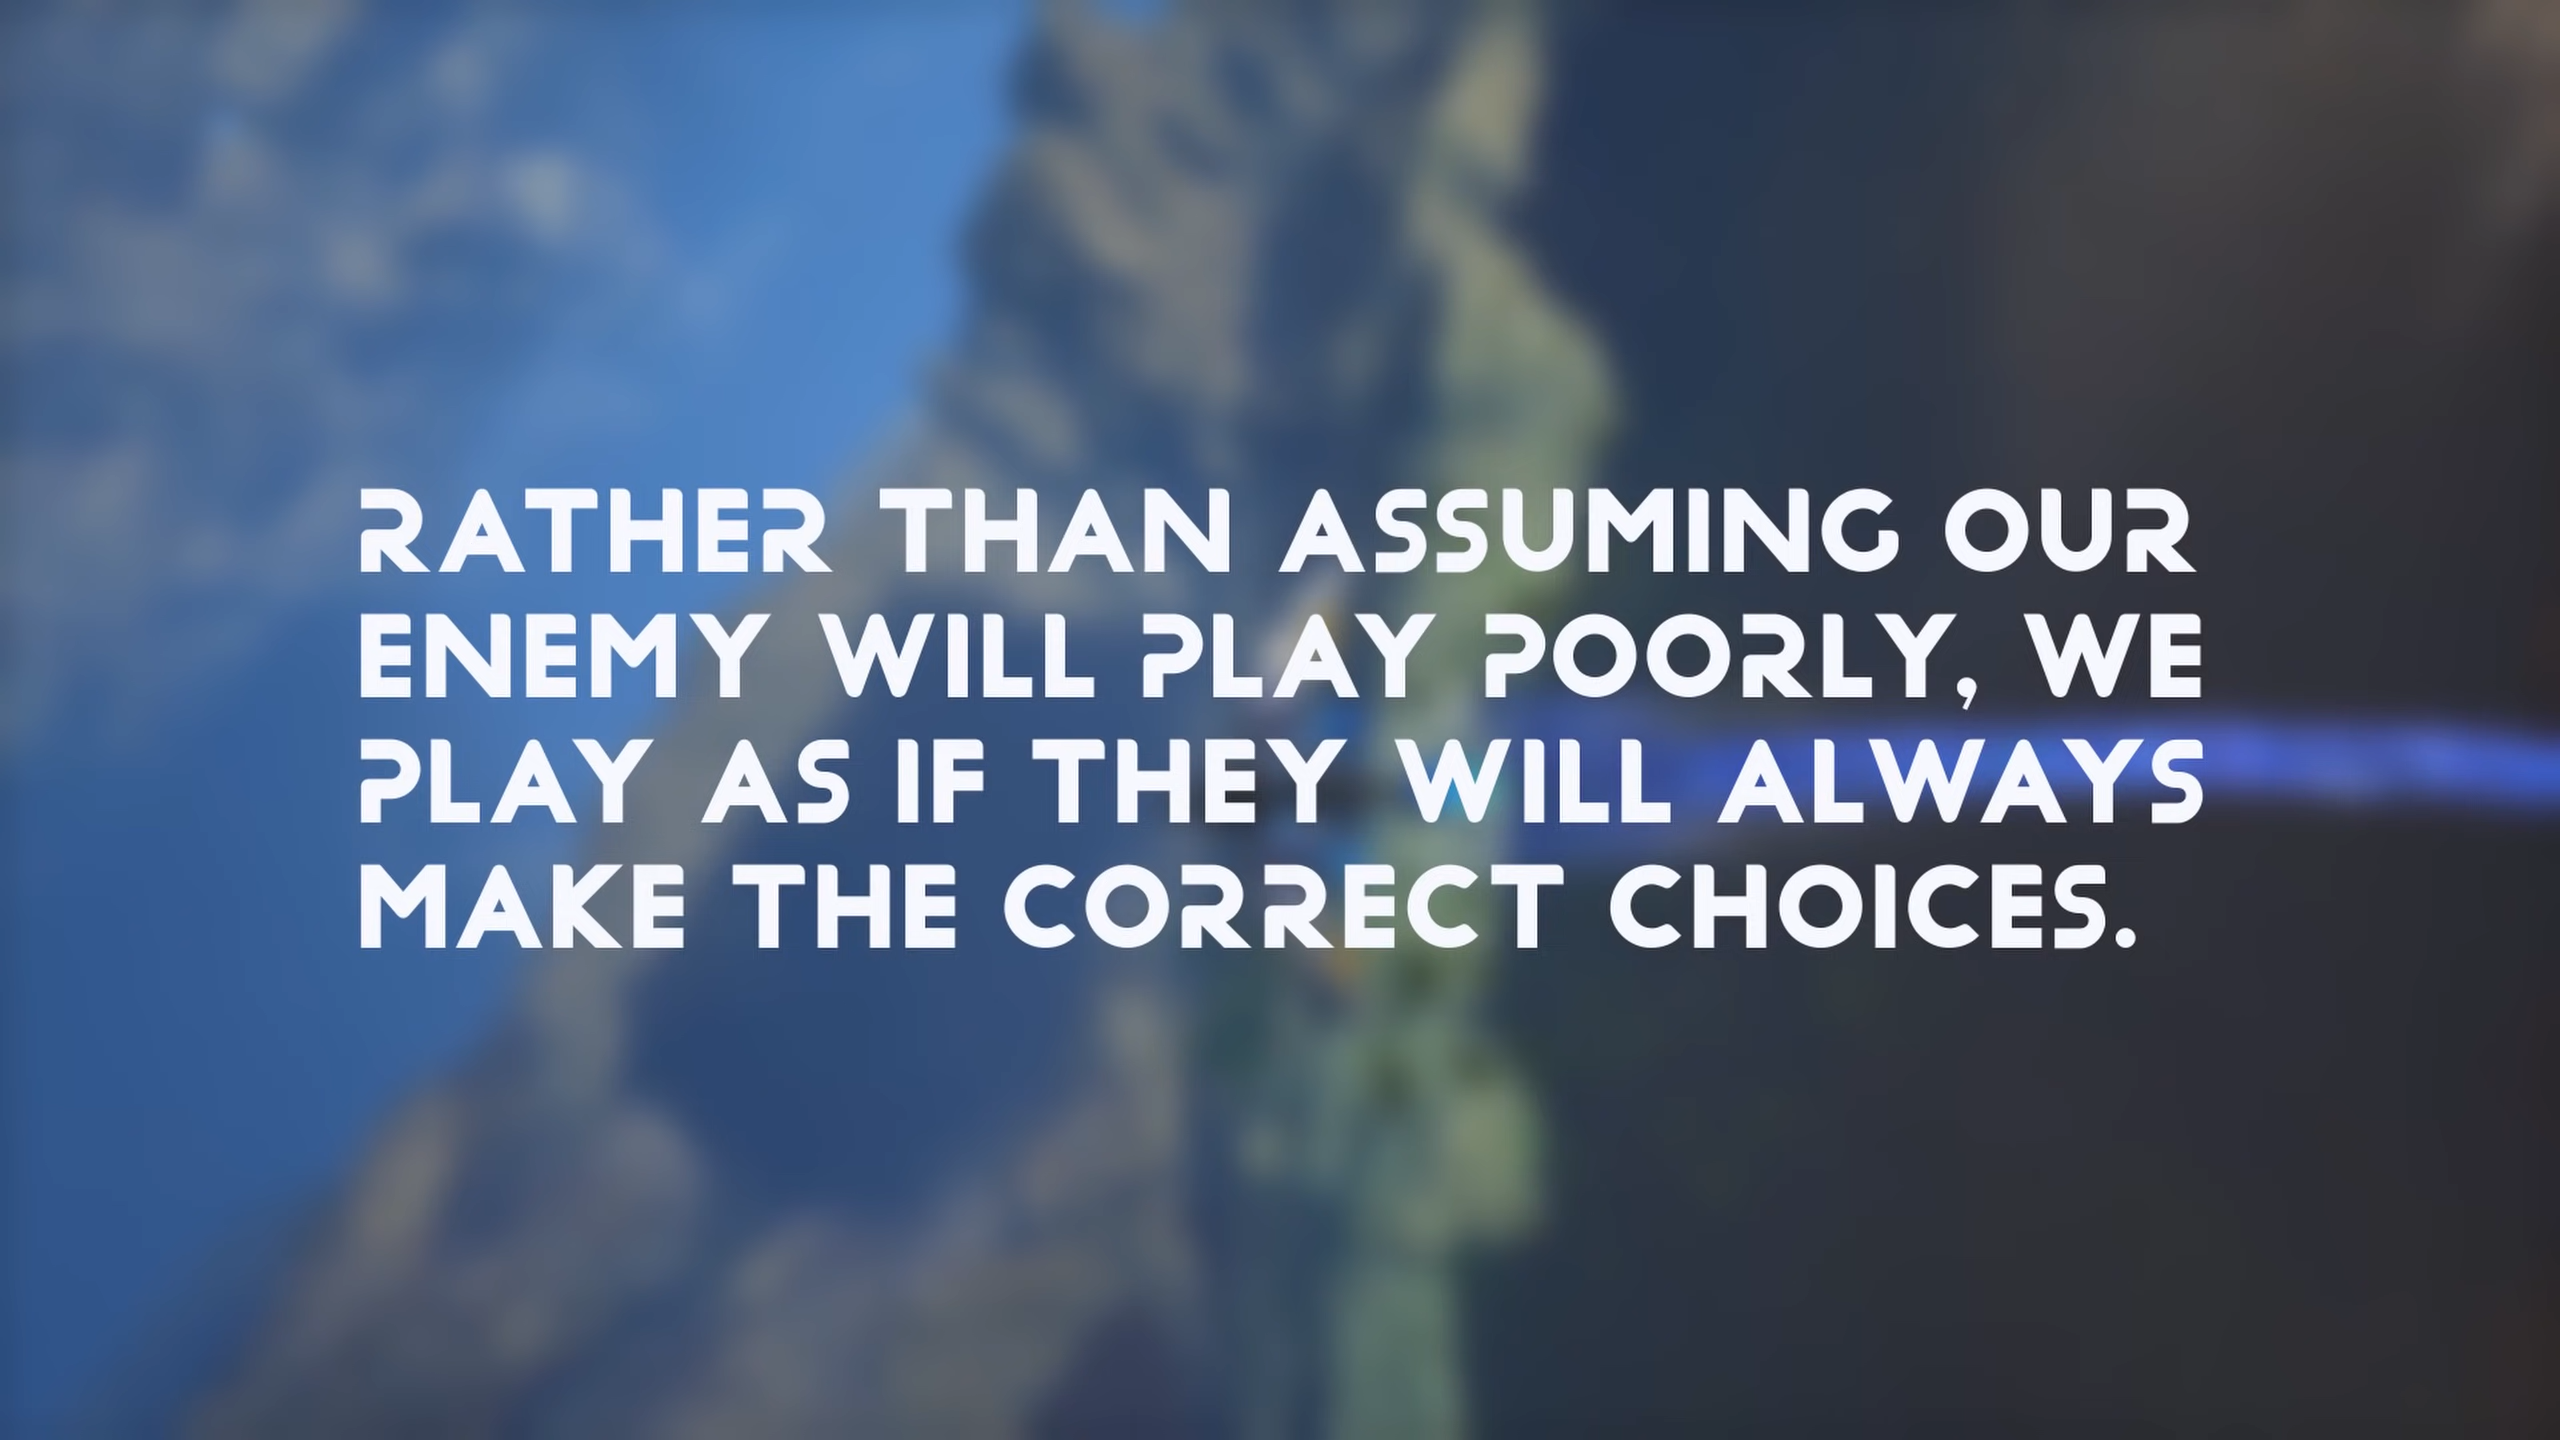 RATHER THAN ASSUMING OUR
ENEMY WILL PLAY POORLY, WE
PLAY AS IF THEY WILL ALWAYS
MAKE THE CORRECT CHOICES.